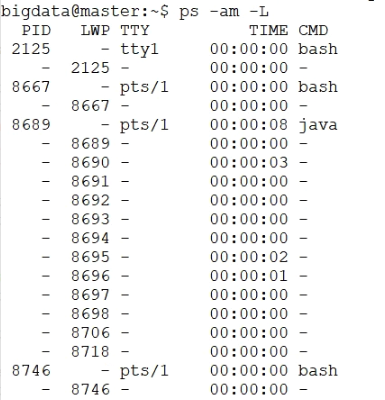 bigdata@master:~$ ps -am -L
PID LWP TTY TIME CMD
2125 - tty1 00:00:00 bash
- 2125 - 00:00:00 -
8667 - pts/1 00:00:00 bash
- 8667 - 00:00:00 -
8689 - pts/1 00:00:08 java
- 8689 - 00:00:00 -
- 8690 - 00:00:03 -
- 8691 - 00:00:00 -
- 8692 - 00:00:00 -
- 8693 - 00:00:00 -
- 8694 - 00:00:00 -
- 8695 - 00:00:02 -
- 8696 - 00:00:01 -
- 8697 - 00:00:00 -
- 8698 - 00:00:00 -
- 8706 - 00:00:00 -
- 8718 - 00:00:00 -
8746 - pts/1 00:00:00 bash
- 8746 - 00:00:00 -